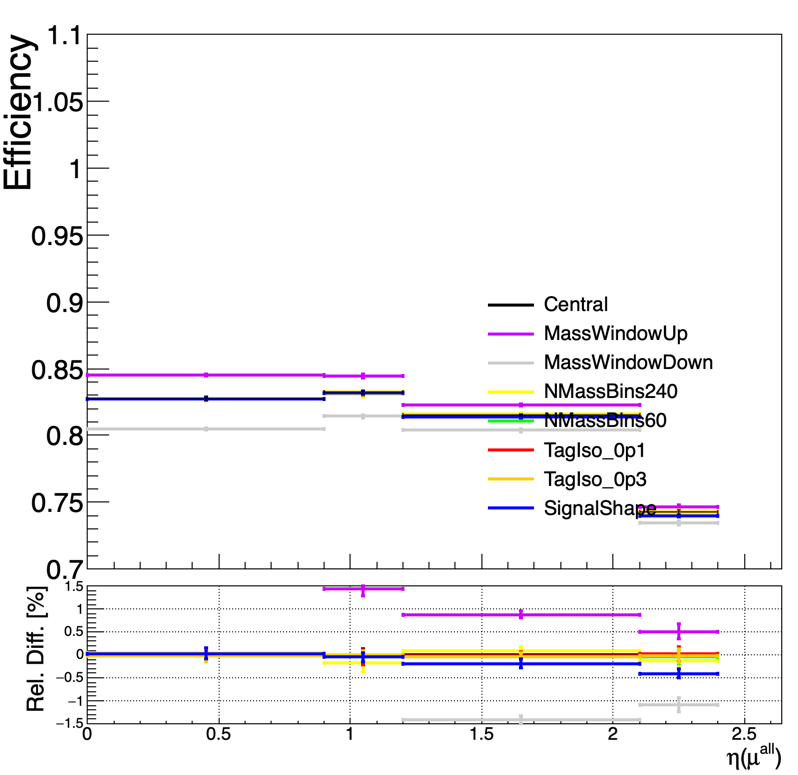 Efficiency
1.1
1.05
1
0.95
0.9
0.85
0.8
0.75
0.7
Central
MassWindowUp
MassWindowDown
NMassBins240
NMassBins60
TagIso_0p1
TagIso_0p3
SignalShape
Rel. Diff. [%]
1.5
1
0.5
0
−0.5
−1
−1.5
0 0.5 1 1.5 2 2.5
η(μ^all)